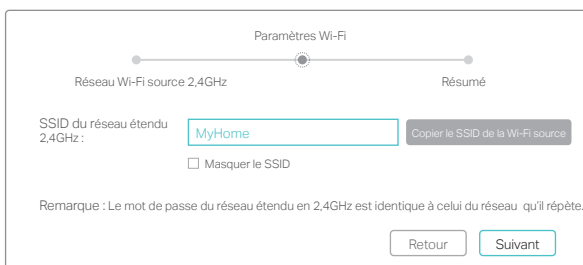 Paramètres Wi-Fi
Réseau Wi-Fi source 2,4GHz
Résumé
SSID du réseau étendu
2,4GHz :
MyHome
Copier le SSID de la Wi-Fi source
Masquer le SSID
Remarque : Le mot de passe du réseau étendu en 2,4GHz est identique à celui du réseau qu'il répète.
Retour
Suivant